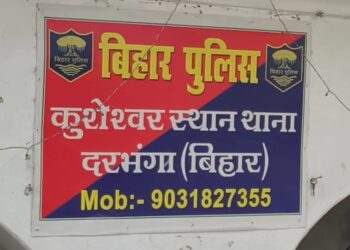 बिहार पुलिस
बिहार पुलिस
बिहार पुलिस
कुशेश्वर स्थान थाना
दरभंगा (बिहार)
Mob:- 9031827355